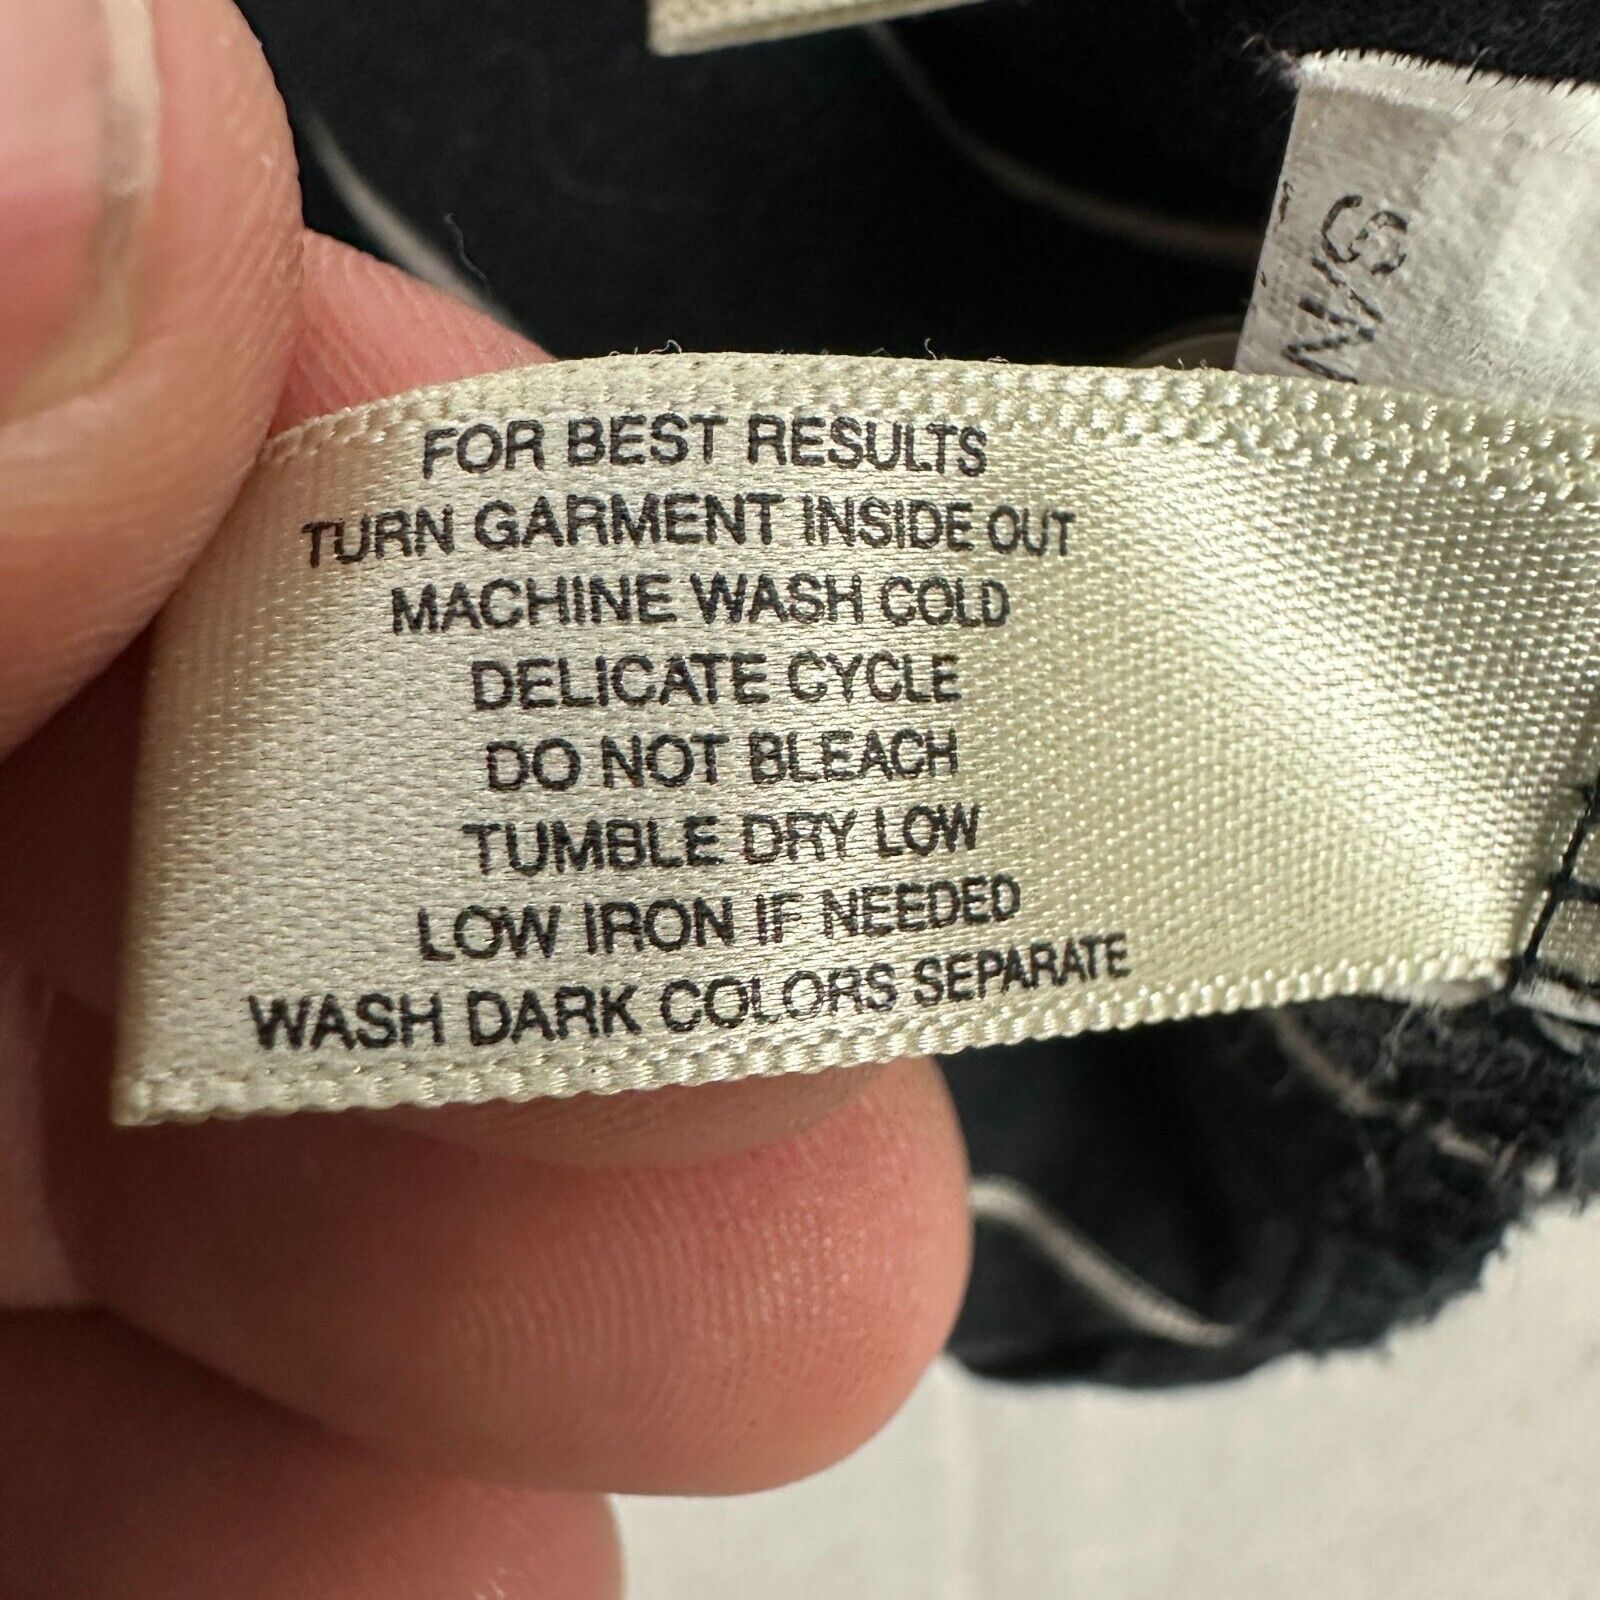 FOR BEST RESULTS
TURN GARMENT INSIDE OUT
MACHINE WASH COLD
DELICATE CYCLE
DO NOT BLEACH
TUMBLE DRY LOW
LOW IRON IF NEEDED
WASH DARK COLORS SEPARATE